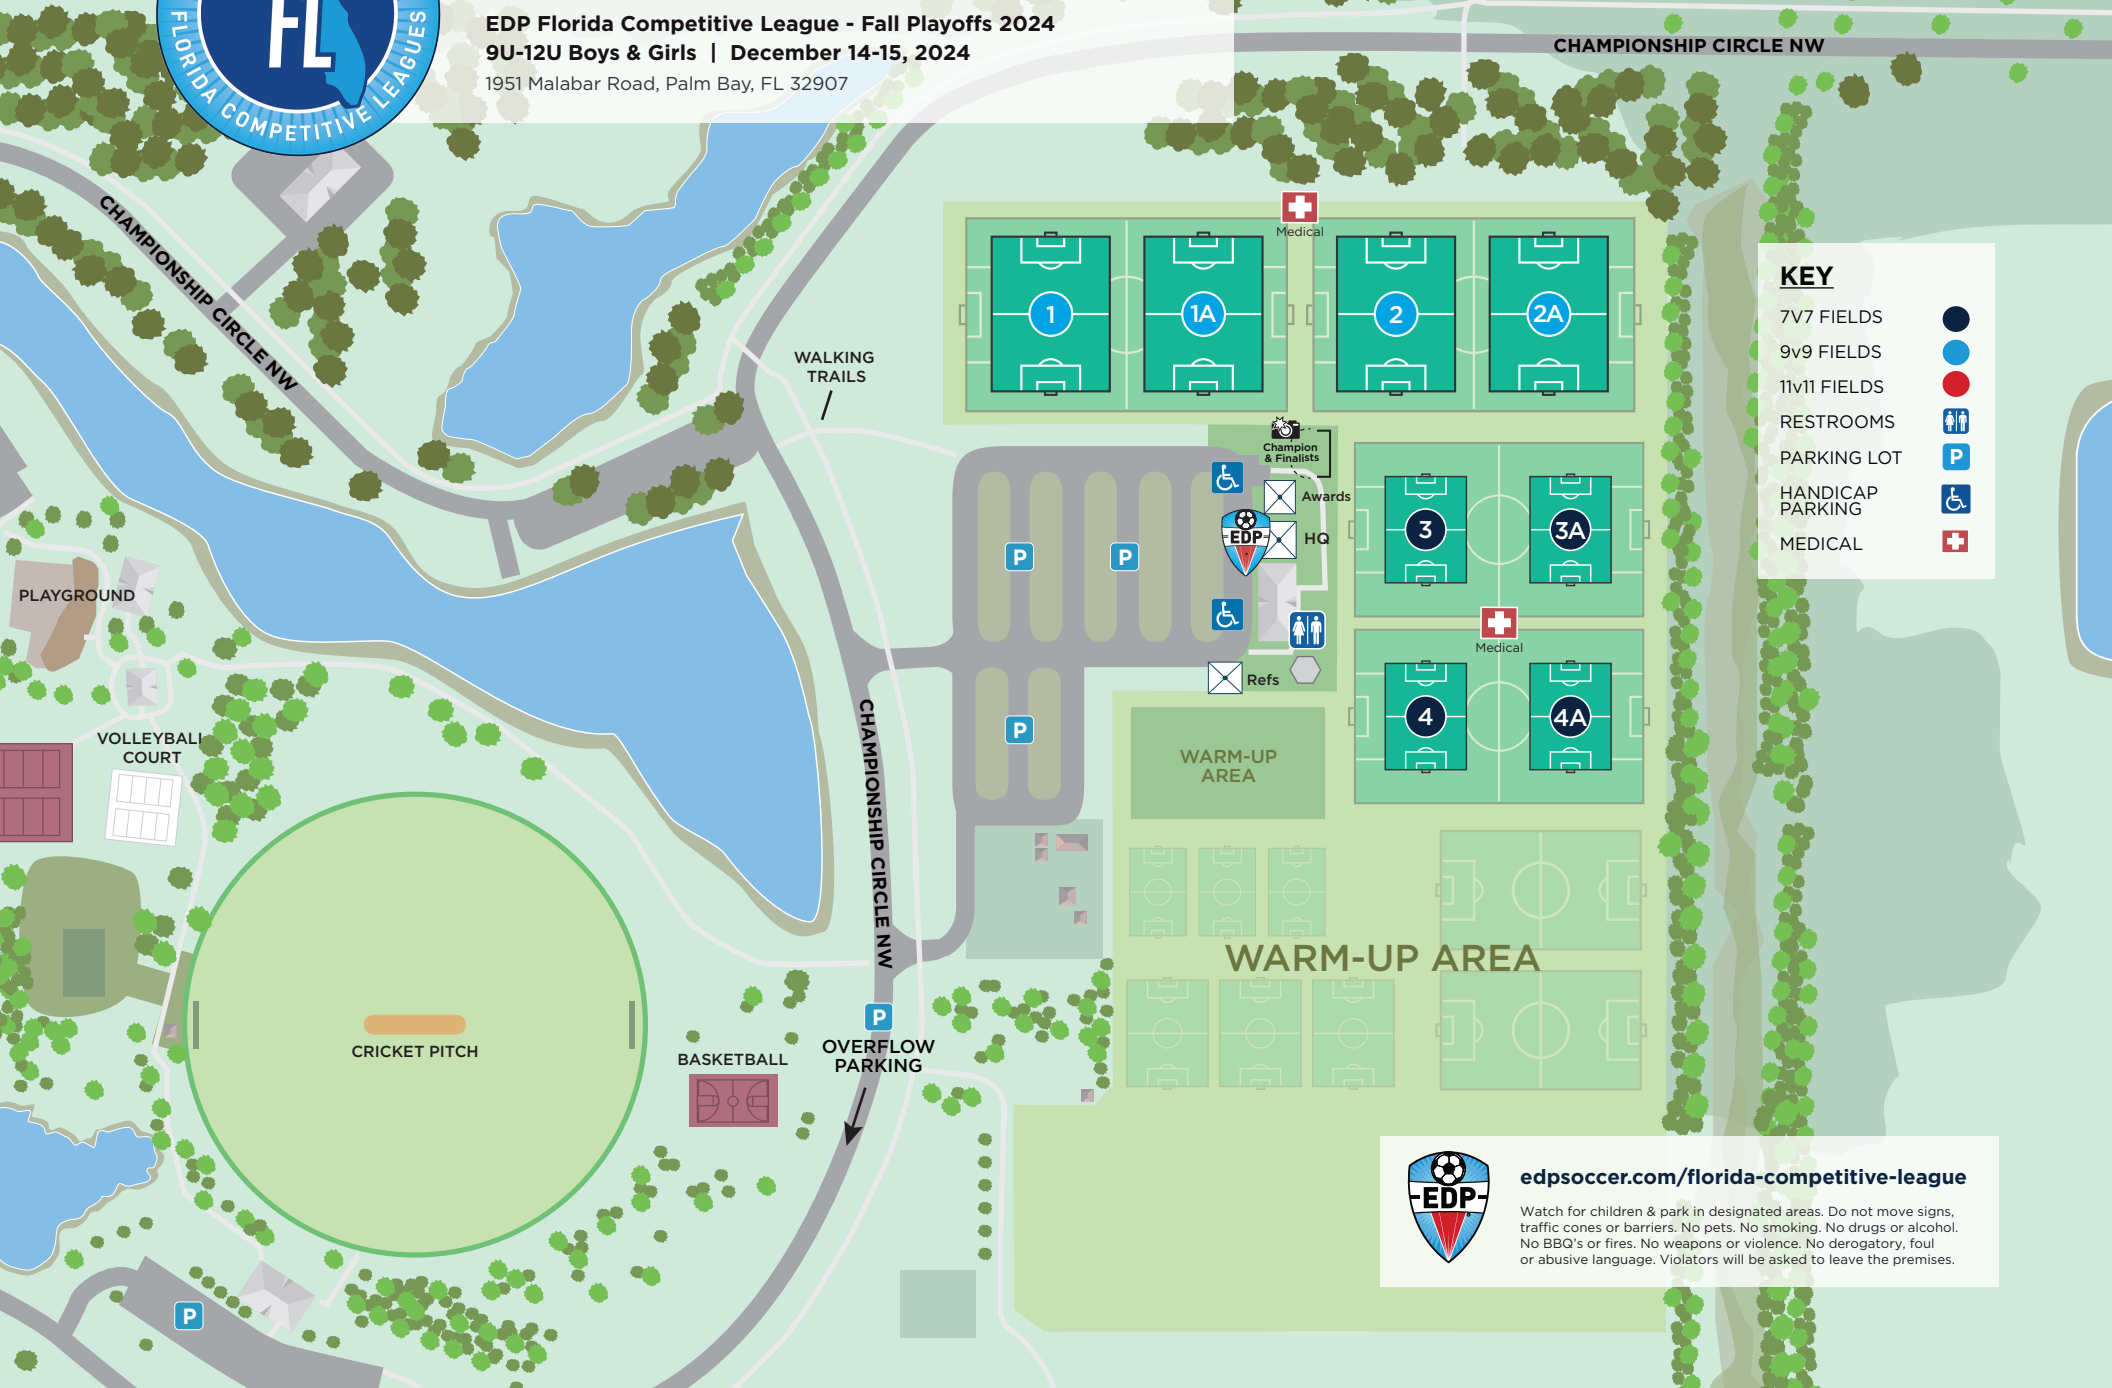 FL
FLORIDA COMPETITIVE LEAGUES
EDP Florida Competitive League - Fall Playoffs 2024
9U-12U Boys & Girls | December 14-15, 2024
1951 Malabar Road, Palm Bay, FL 32907
CHAMPIONSHIP CIRCLE NW
CHAMPIONSHIP CIRCLE NW
Medical
1
1A
2
2A
KEY
7V7 FIELDS
9v9 FIELDS
11v11 FIELDS
RESTROOMS
PARKING LOT
P
HANDICAP
PARKING
MEDICAL
WALKING
TRAILS
Champion
& Finalists
Awards
EDP
HQ
3
3A
P
P
PLAYGROUND
Medical
Refs
4
4A
P
WARM-UP
AREA
VOLLEYBALL
COURT
CHAMPIONSHIP CIRCLE NW
WARM-UP AREA
P
OVERFLOW
PARKING
CRICKET PITCH
BASKETBALL
P
EDP
edpsoccer.com/florida-competitive-league
Watch for children & park in designated areas. Do not move signs,
traffic cones or barriers. No pets. No smoking. No drugs or alcohol.
No BBQ's or fires. No weapons or violence. No derogatory, foul
or abusive language. Violators will be asked to leave the premises.